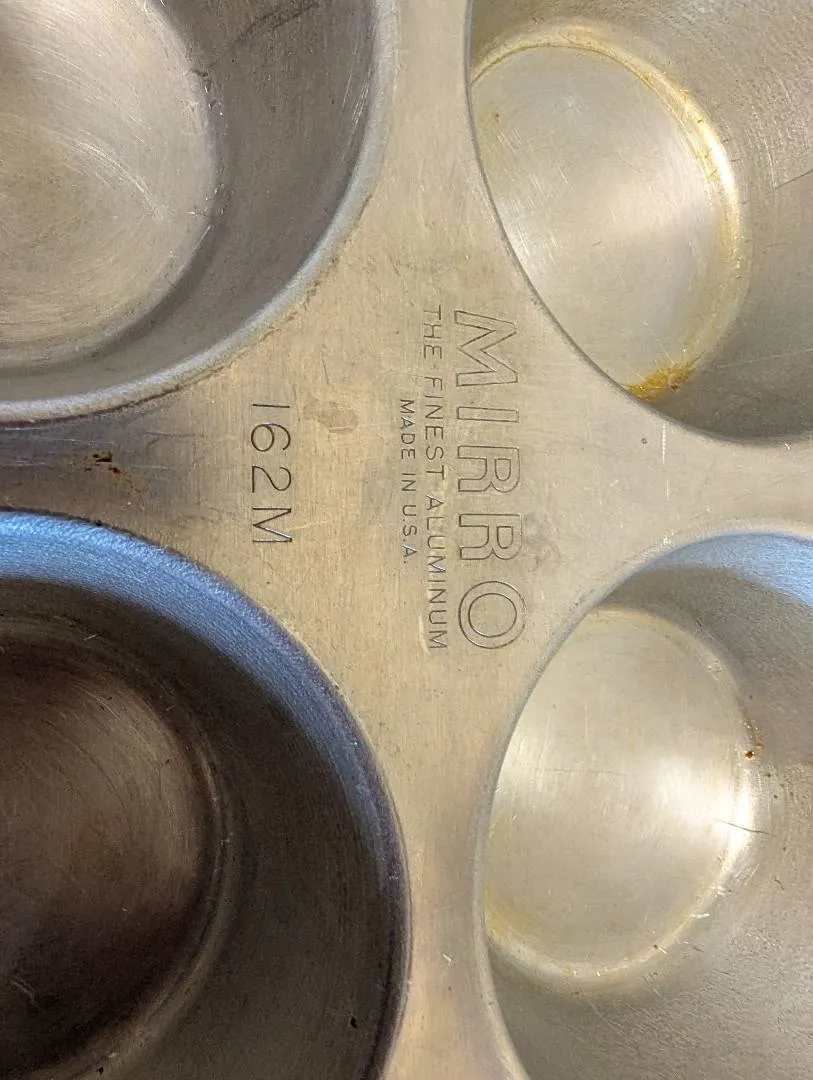 MIRRO
THE FINEST ALUMINUM
MADE IN U.S.A.
162M